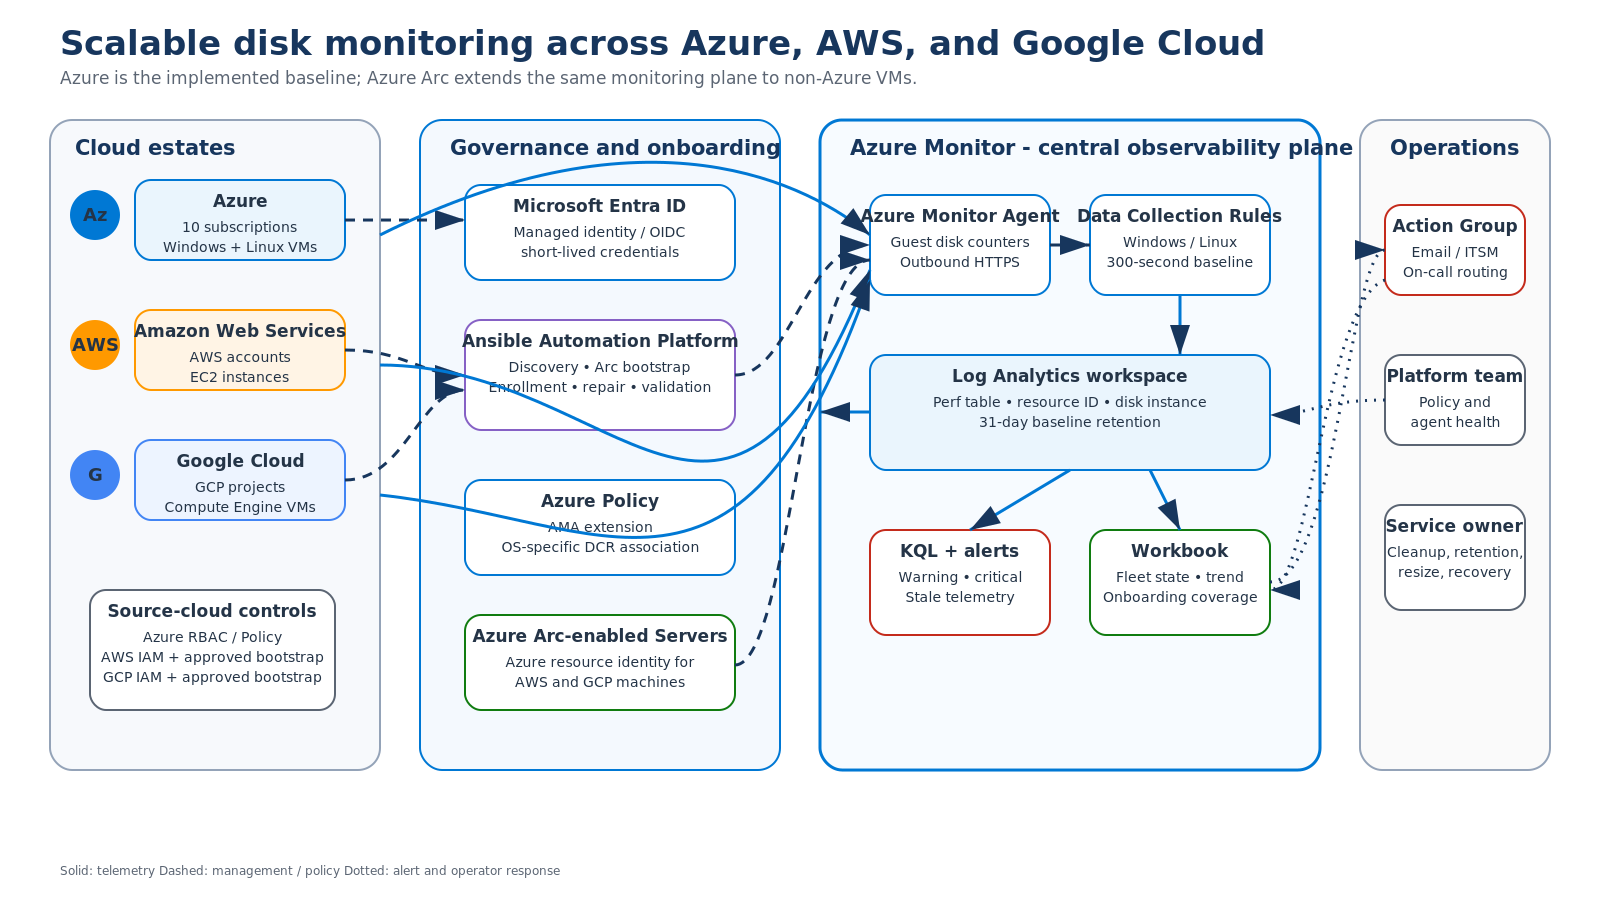 Scalable disk monitoring across Azure, AWS, and Google Cloud
Azure is the implemented baseline; Azure Arc extends the same monitoring plane to non-Azure VMs.
Cloud estates
Az
Azure
10 subscriptions
Windows + Linux VMs
AWS
Amazon Web Services
AWS accounts
EC2 instances
G
Google Cloud
GCP projects
Compute Engine VMs
Source-cloud controls
Azure RBAC / Policy
AWS IAM + approved bootstrap
GCP IAM + approved bootstrap
Governance and onboarding
Microsoft Entra ID
Managed identity / OIDC
short-lived credentials
Ansible Automation Platform
Discovery • Arc bootstrap
Enrollment • repair • validation
Azure Policy
AMA extension
OS-specific DCR association
Azure Arc-enabled Servers
Azure resource identity for
AWS and GCP machines
Azure Monitor - central observability plane
Azure Monitor Agent
Guest disk counters
Outbound HTTPS
Data Collection Rules
Windows / Linux
300-second baseline
Log Analytics workspace
Perf table • resource ID • disk instance
31-day baseline retention
KQL + alerts
Warning • critical
Stale telemetry
Workbook
Fleet state • trend
Onboarding coverage
Operations
Action Group
Email / ITSM
On-call routing
Platform team
Policy and
agent health
Service owner
Cleanup, retention,
resize, recovery
Solid: telemetry Dashed: management / policy Dotted: alert and operator response